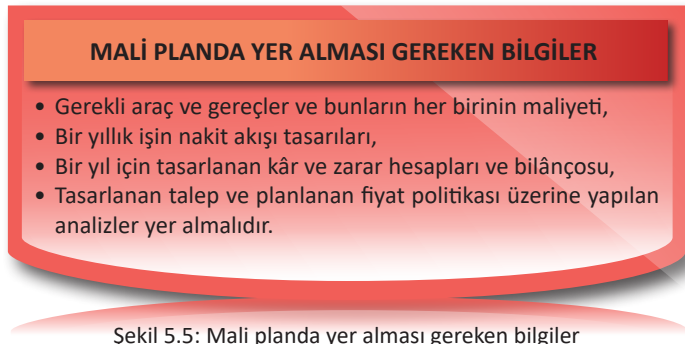 MALİ PLANDA YER ALMASI GEREKEN BİLGİLER
• Gerekli araç ve gereçler ve bunların her birinin maliyeti,
• Bir yıllık işin nakit akışı tasarıları,
• Bir yıl için tasarlanan kâr ve zarar hesapları ve bilânçosu,
• Tasarlanan talep ve planlanan fiyat politikası üzerine yapılan
analizler yer almalıdır.
Şekil 5.5: Mali planda yer alması gereken bilgiler